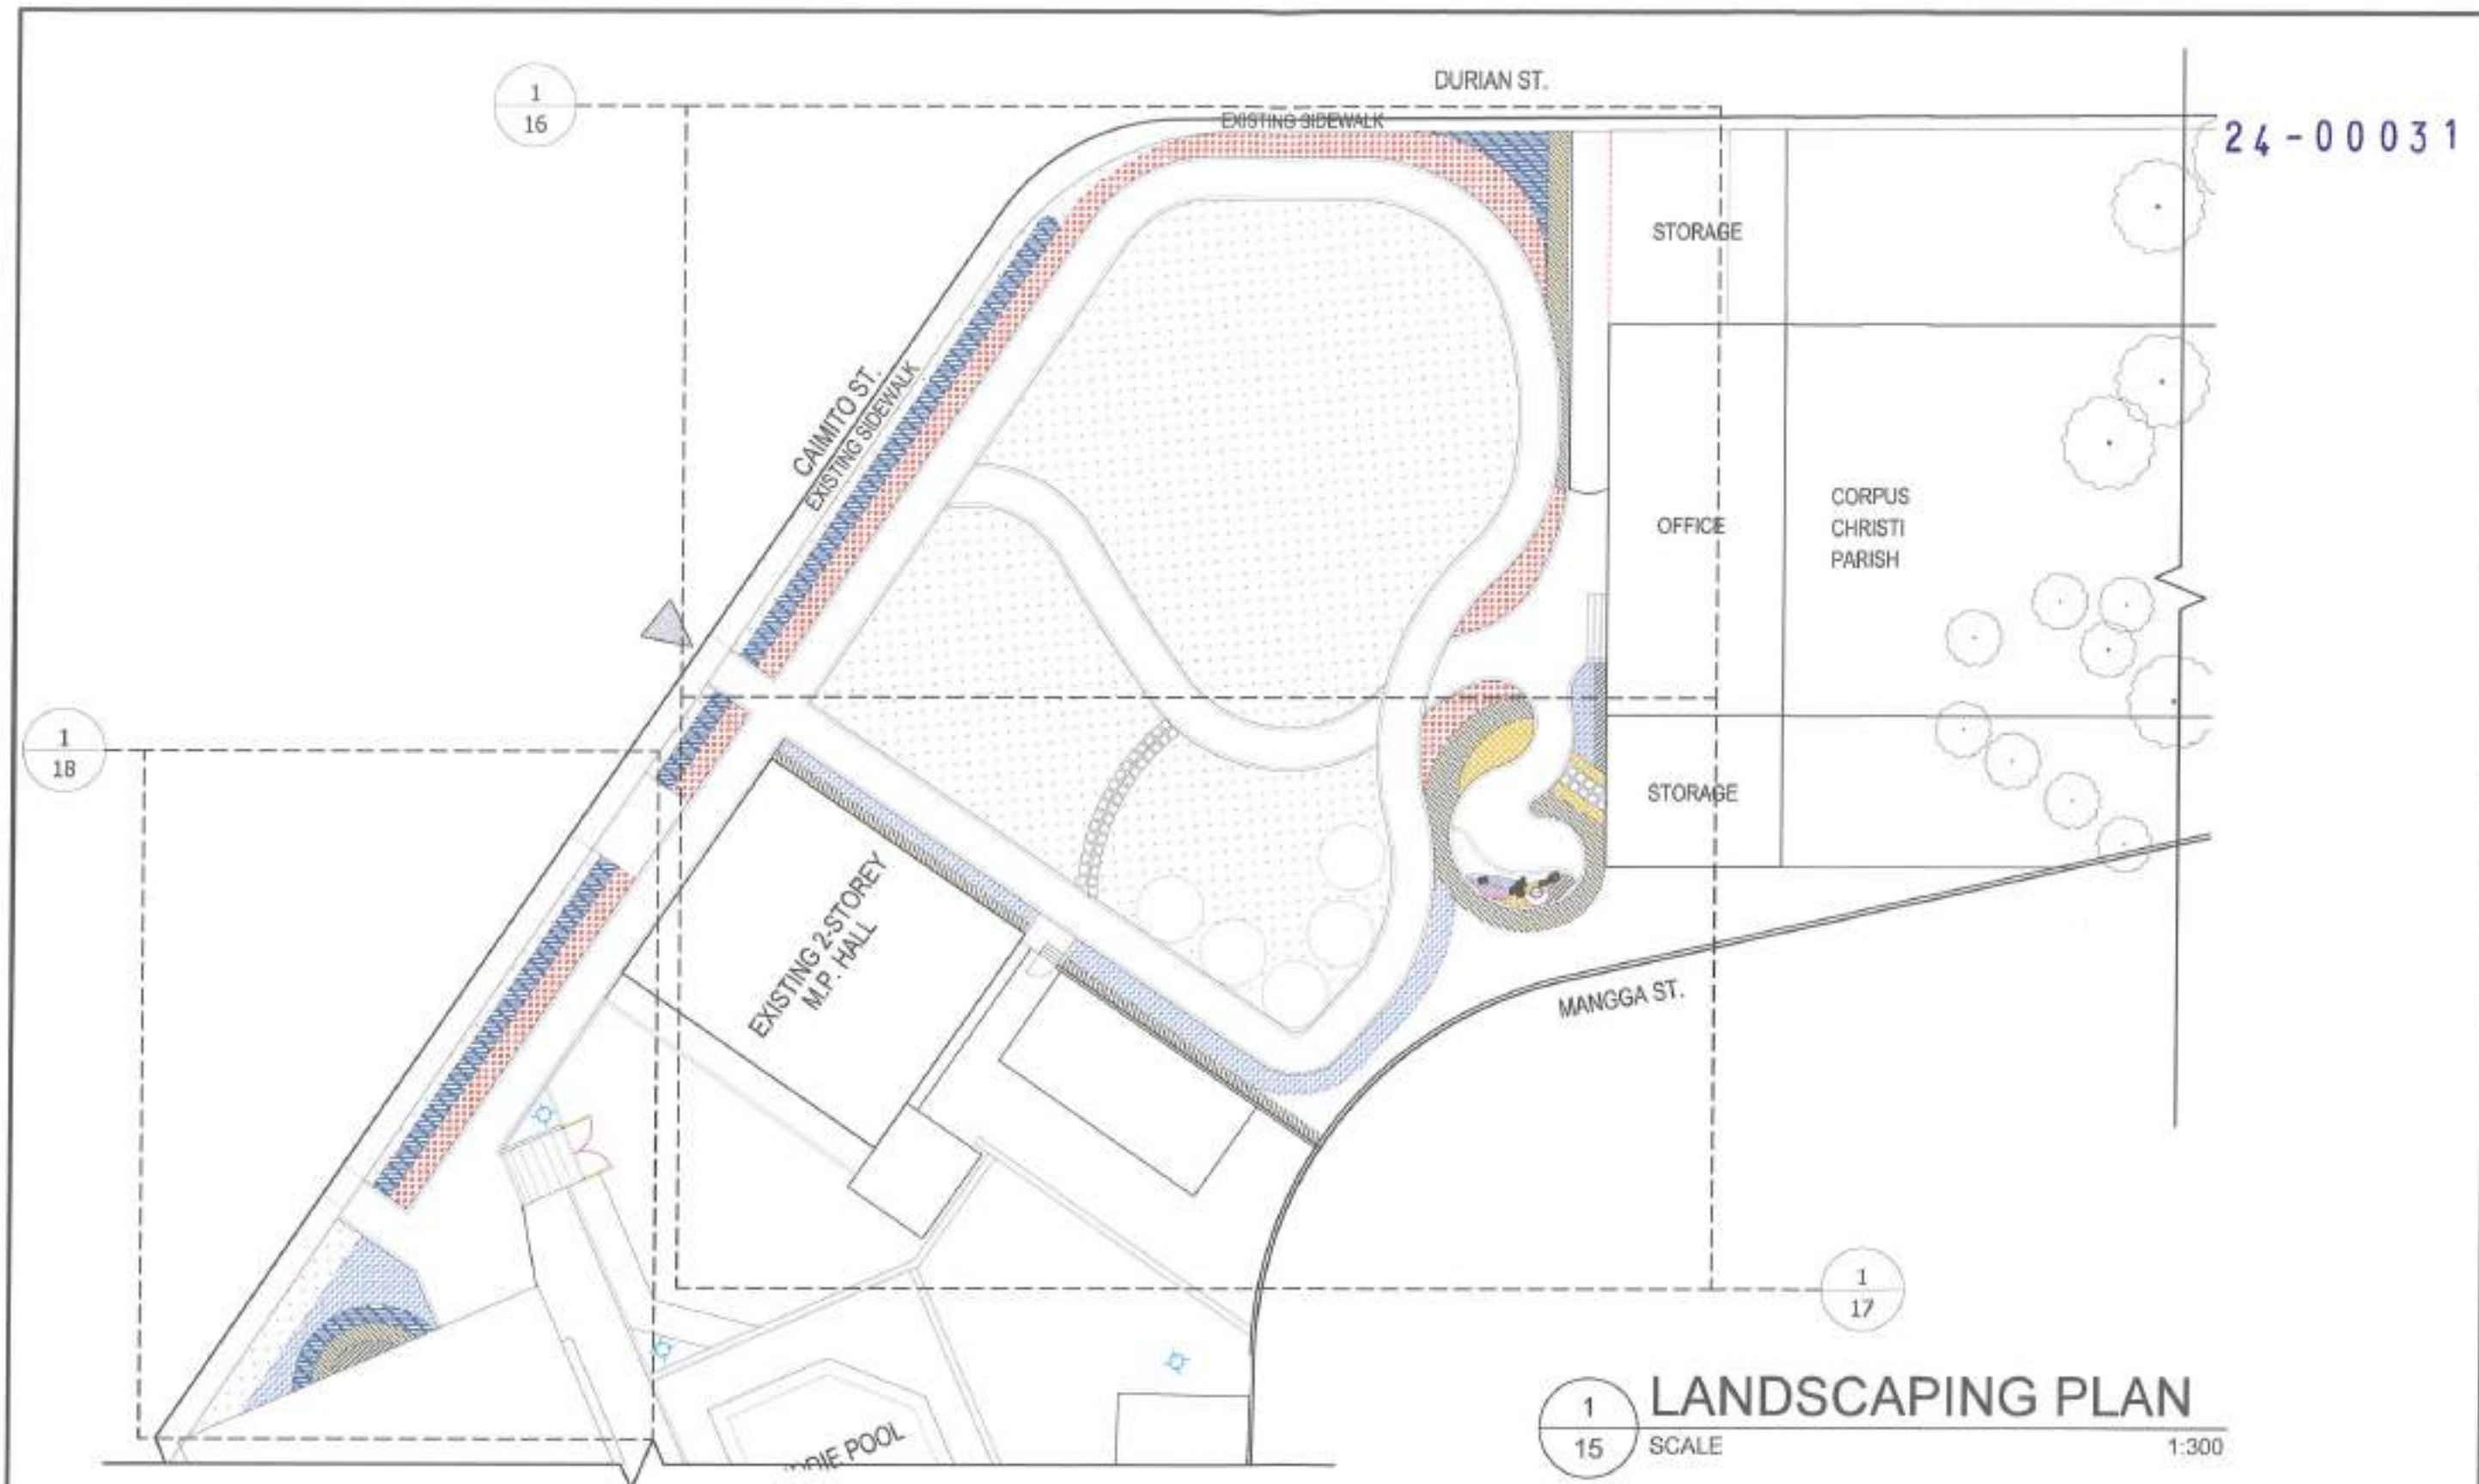 DURIAN ST.
1
16
EXISTING SIDEWALK
24-00031
STORAGE
CAIMITO ST.
EXISTING SIDEWALK
CORPUS
CHRISTI
PARISH
OFFICE
1
18
STORAGE
EXISTING 2-STOREY
M.P. HALL
MANGGA ST.
1
17
1
15
LANDSCAPING PLAN
SCALE
1:300
POOL